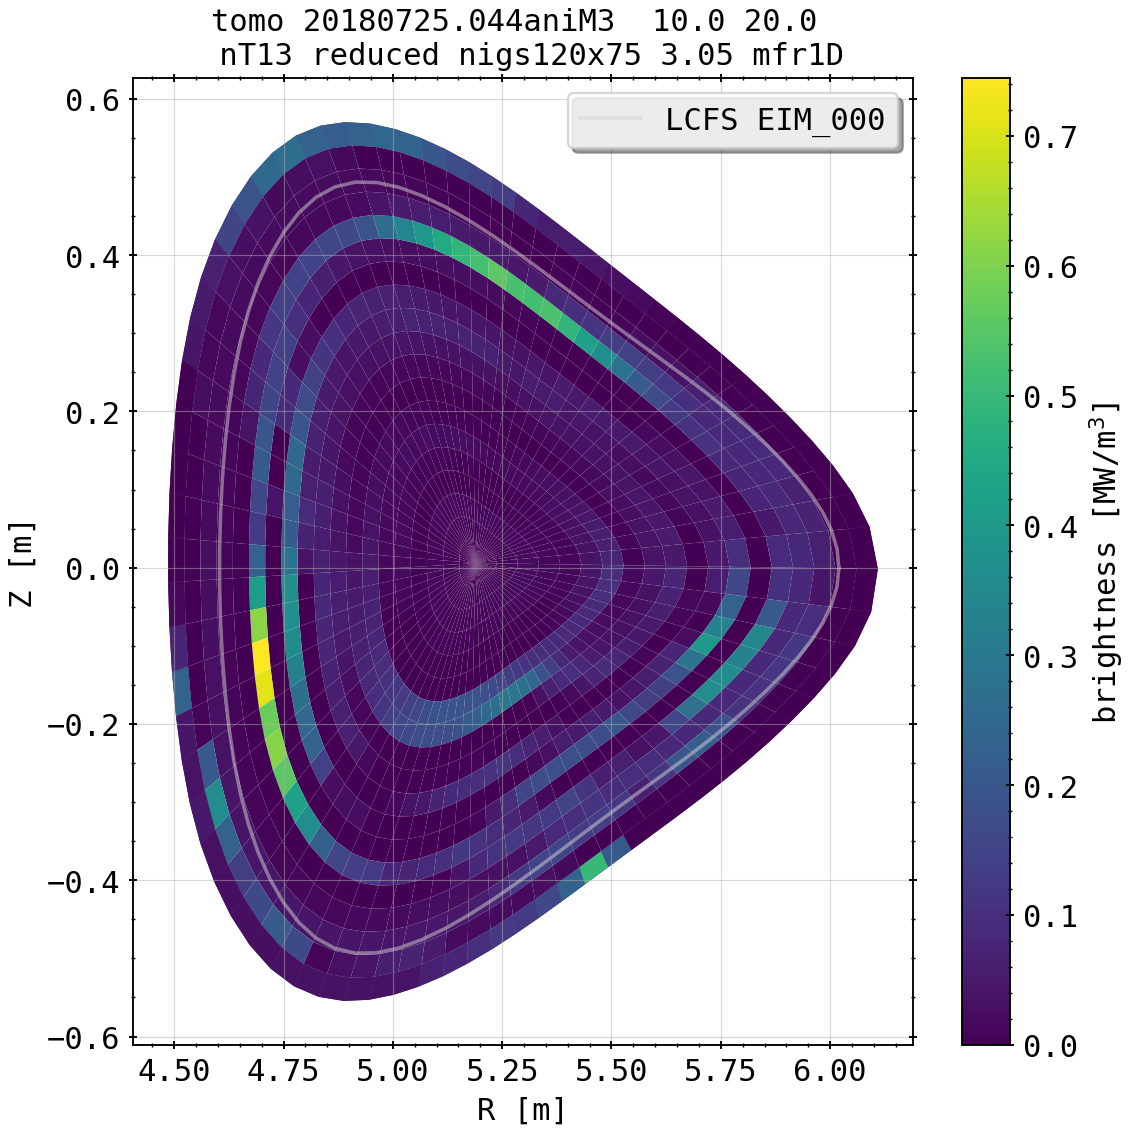 tomo 20180725.044aniM3  10.0 20.0
nT13 reduced nigs120x75 3.05 mfr1D
LCFS EIM_000
0.6
0.4
0.2
0.0
−0.2
−0.4
−0.6
Z [m]
4.50 4.75 5.00 5.25 5.50 5.75 6.00
R [m]
0.7
0.6
0.5
0.4
0.3
0.2
0.1
0.0
brightness [MW/m³]